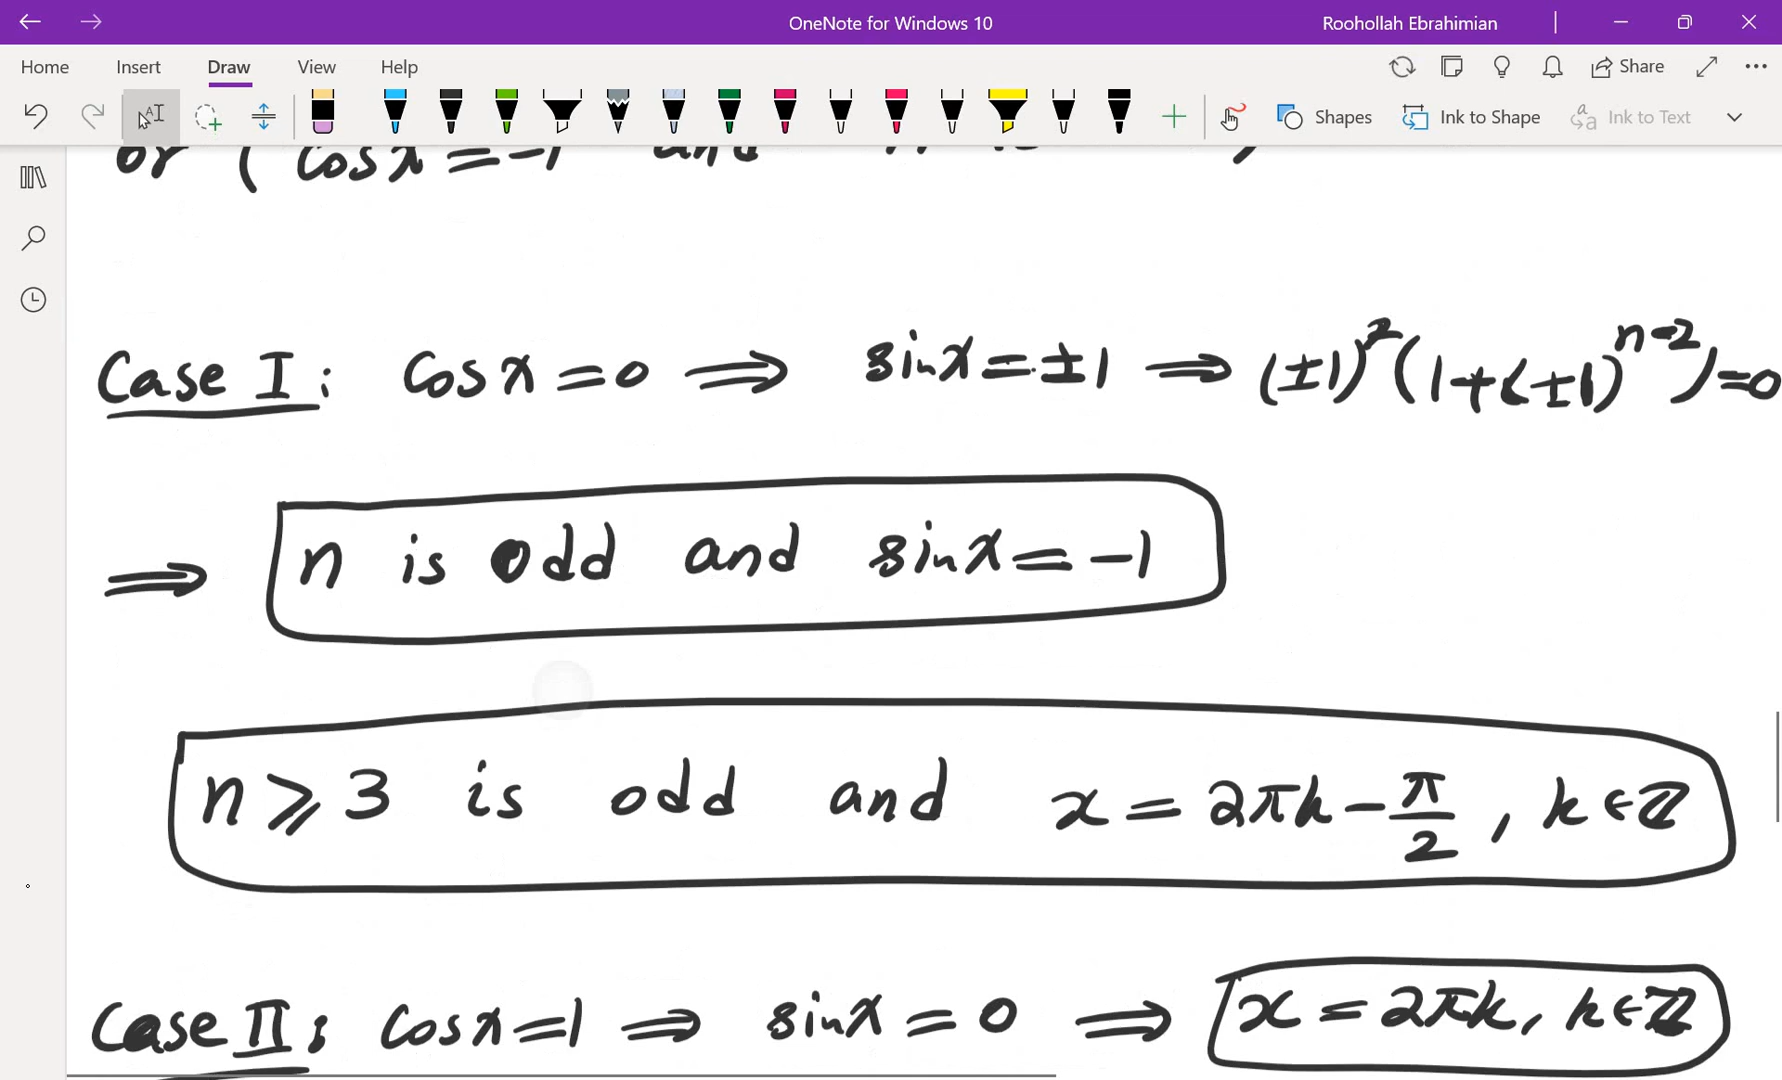 OneNote for Windows 10
Roohollah Ebrahimian
Home Insert Draw View Help
Share
Shapes Ink to Shape Ink to Text
or ( cos x = -1 and
Case I: cos x = 0 ⟹ sin x = ±1 ⟹ (±1)²(1+(±1)ⁿ⁻²)=0
⟹ n is odd and sin x = -1
n ⩾ 3 is odd and x = 2πk - π/2, k ∈ ℤ
Case II: cos x = 1 ⟹ sin x = 0 ⟹ x = 2πk, k ∈ ℤ